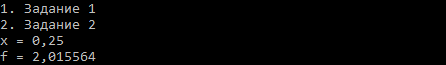 1. Задание 1
2. Задание 2
x = 0,25
f = 2,015564